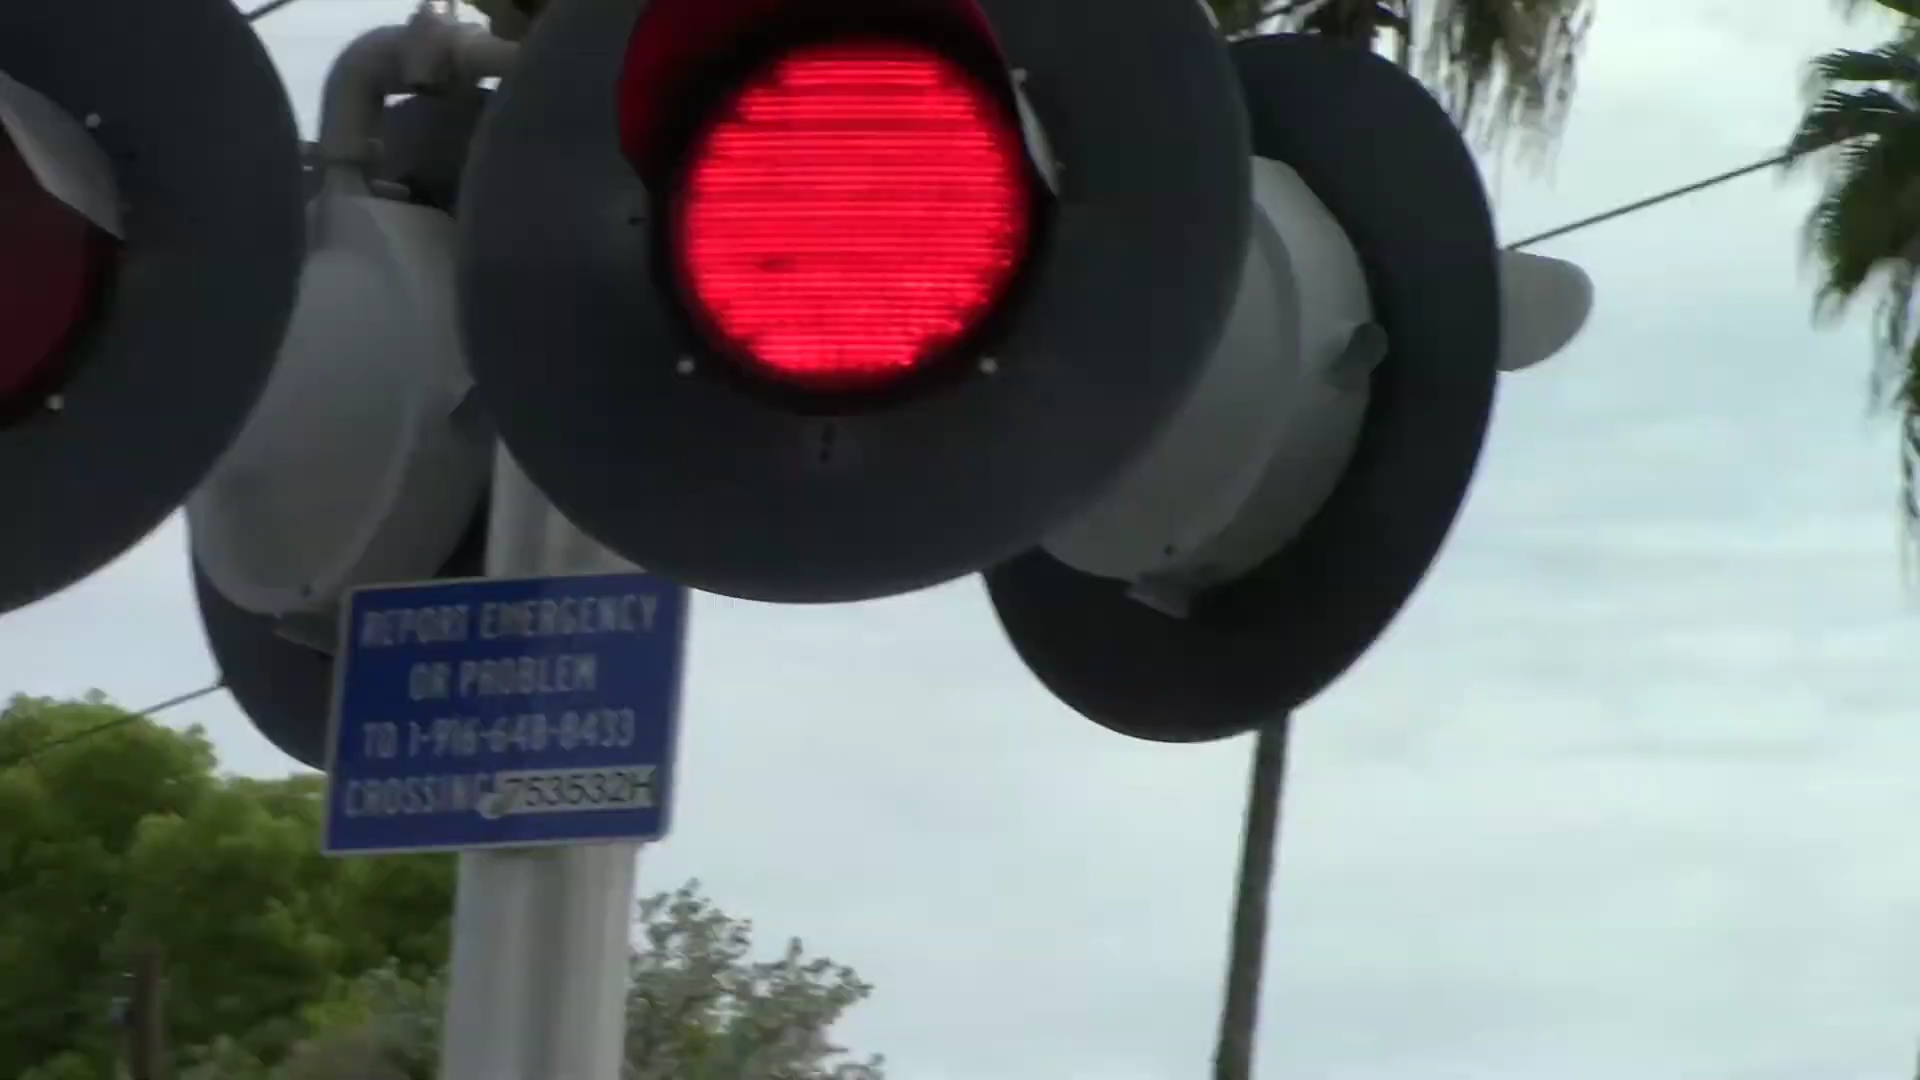 REPORT EMERGENCY
OR PROBLEM
TO 1-916-648-8433
CROSSING 753532H